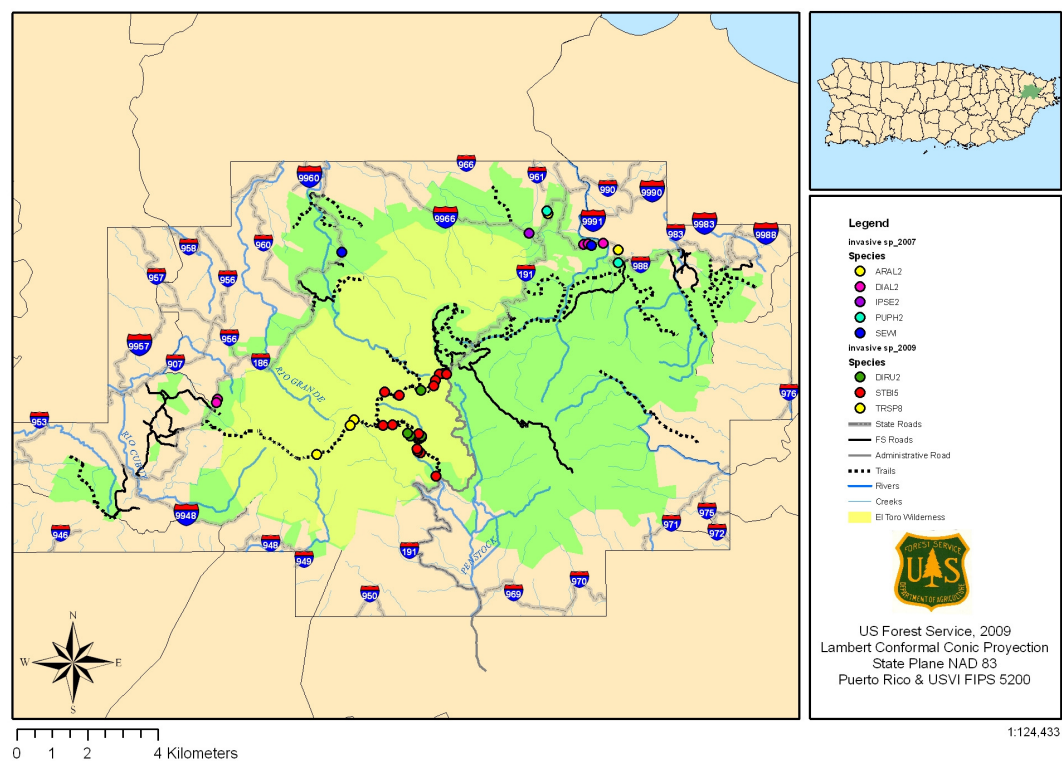 966
961
9960
990
9990
9966
9991
9983
983
9988
960
958
988
191
957
956
956
9957
186
907
RIO GRANDE
976
953
9948
975
971
972
946
948
191
949
PENSTOCK
970
950
969
N
W
E
S
0 1 2 4 Kilometers
Legend
invasive sp_2007
Species
ARAL2
DIAL2
IPSE2
PUPH2
SEWI
invasive sp_2009
Species
DIRU2
STBI5
TRSP8
State Roads
FS Roads
Administrative Road
Trails
Rivers
Creeks
El Toro Wilderness
FOREST SERVICE
U S
DEPARTMENT OF AGRICULTURE
US Forest Service, 2009
Lambert Conformal Conic Proyection
State Plane NAD 83
Puerto Rico & USVI FIPS 5200
1:124,433